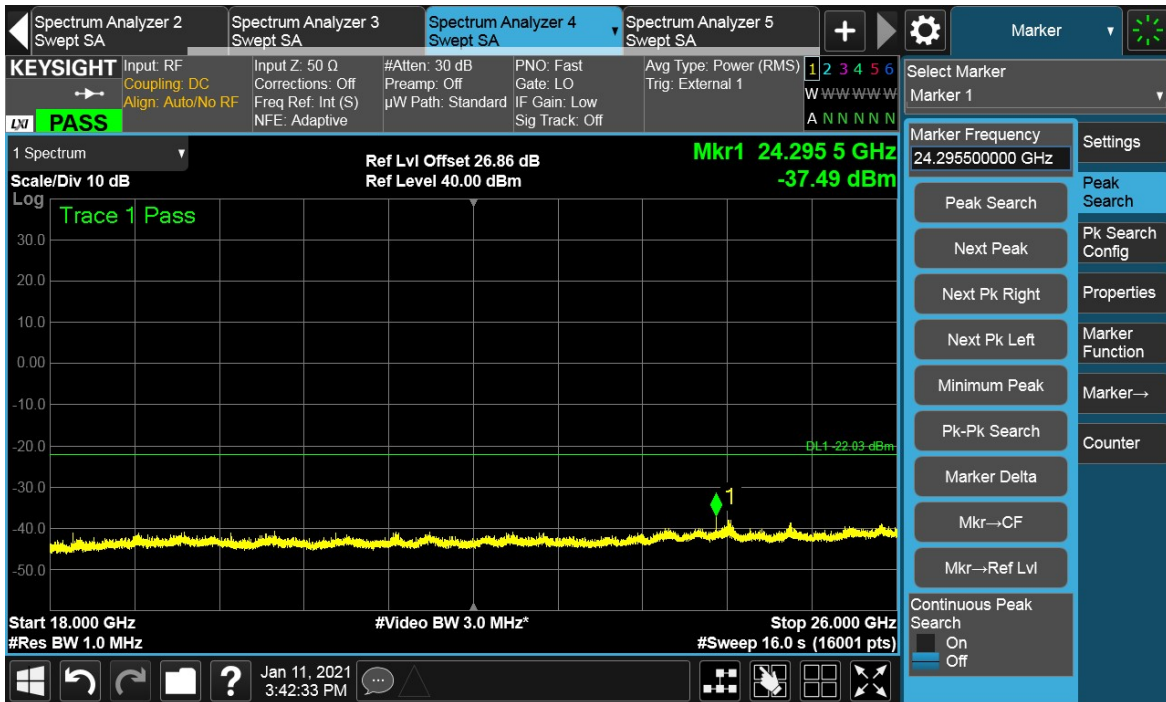 Spectrum Analyzer 2
Swept SA
Spectrum Analyzer 3
Swept SA
Spectrum Analyzer 4
Swept SA
Spectrum Analyzer 5
Swept SA
+
Marker
KEYSIGHT
LXI
PASS
Input: RF
Coupling: DC
Align: Auto/No RF
Input Z: 50 Ω
Corrections: Off
Freq Ref: Int (S)
NFE: Adaptive
#Atten: 30 dB
Preamp: Off
µW Path: Standard
PNO: Fast
Gate: LO
IF Gain: Low
Sig Track: Off
Avg Type: Power (RMS)
Trig: External 1
1 2 3 4 5 6
W W W W W W
A N N N N N
Select Marker
Marker 1
1 Spectrum
Scale/Div 10 dB
Log
Ref Lvl Offset 26.86 dB
Ref Level 40.00 dBm
Mkr1 24.295 5 GHz
-37.49 dBm
Trace 1 Pass
30.0
20.0
10.0
0.00
-10.0
-20.0
-30.0
-40.0
-50.0
DL1 -22.03 dBm
1
Start 18.000 GHz
#Res BW 1.0 MHz
#Video BW 3.0 MHz*
Stop 26.000 GHz
#Sweep 16.0 s (16001 pts)
Marker Frequency
24.295500000 GHz
Peak Search
Next Peak
Next Pk Right
Next Pk Left
Minimum Peak
Pk-Pk Search
Marker Delta
Mkr→CF
Mkr→Ref Lvl
Continuous Peak
Search
On
Off
Settings
Peak
Search
Pk Search
Config
Properties
Marker
Function
Marker→
Counter
?
Jan 11, 2021
3:42:33 PM